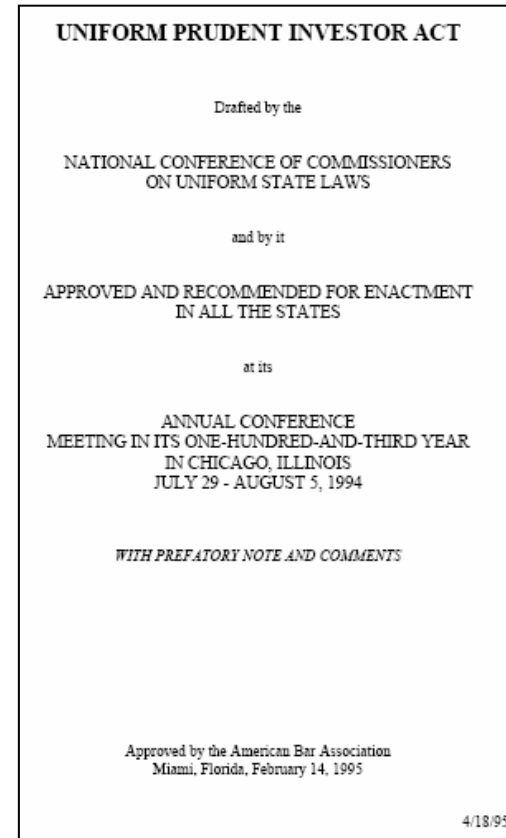 UNIFORM PRUDENT INVESTOR ACT
Drafted by the
NATIONAL CONFERENCE OF COMMISSIONERS
ON UNIFORM STATE LAWS
and by it
APPROVED AND RECOMMENDED FOR ENACTMENT
IN ALL THE STATES
at its
ANNUAL CONFERENCE
MEETING IN ITS ONE-HUNDRED-AND-THIRD YEAR
IN CHICAGO, ILLINOIS
JULY 29 - AUGUST 5, 1994
WITH PREFATORY NOTE AND COMMENTS
Approved by the American Bar Association
Miami, Florida, February 14, 1995
4/18/95